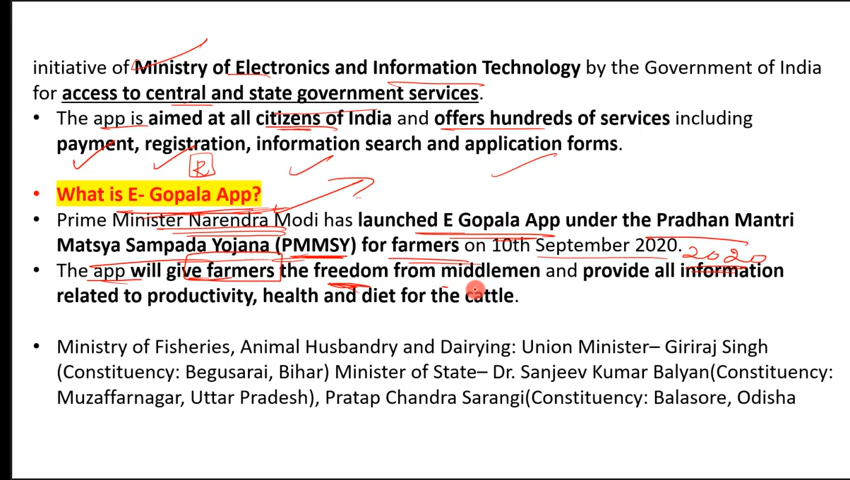 initiative of Ministry of Electronics and Information Technology by the Government of India
for access to central and state government services.
• The app is aimed at all citizens of India and offers hundreds of services including
payment, registration, information search and application forms.
R
• What is E- Gopala App?
• Prime Minister Narendra Modi has launched E Gopala App under the Pradhan Mantri
Matsya Sampada Yojana (PMMSY) for farmers on 10th September 2020.
2020
• The app will give farmers the freedom from middlemen and provide all information
related to productivity, health and diet for the cattle.
• Ministry of Fisheries, Animal Husbandry and Dairying: Union Minister– Giriraj Singh
(Constituency: Begusarai, Bihar) Minister of State– Dr. Sanjeev Kumar Balyan(Constituency:
Muzaffarnagar, Uttar Pradesh), Pratap Chandra Sarangi(Constituency: Balasore, Odisha